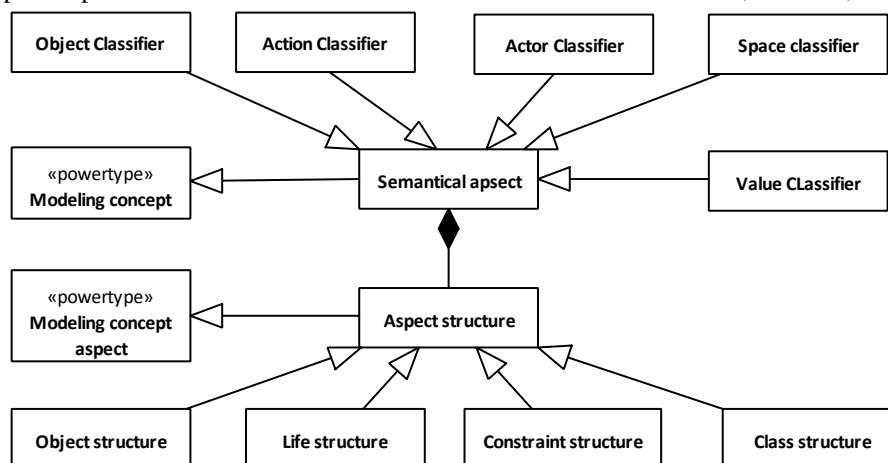 Object Classifier
Action Classifier
Actor Classifier
Space classifier
«powertype»
Modeling concept
Semantical apsect
Value CLassifier
«powertype»
Modeling concept
aspect
Aspect structure
Object structure
Life structure
Constraint structure
Class structure